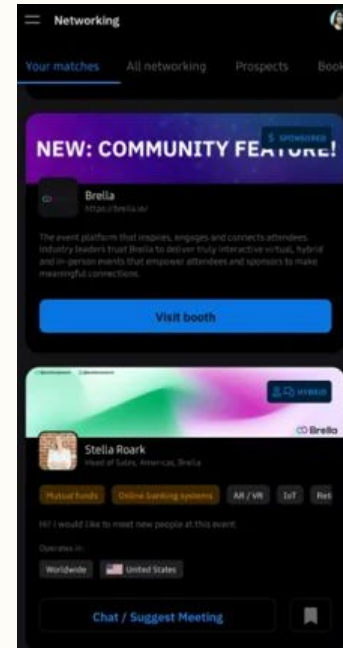 Networking
Your matches
All networking
Prospects
Book
$ SPONSORED
NEW: COMMUNITY FEATURE!
Brella
https://brella.io/
The event platform that inspires, engages and connects attendees.
Industry leaders trust Brella to deliver truly interactive virtual, hybrid
and in-person events that empower attendees and sponsors to make
meaningful connections.
Visit booth
HYBRID
Brella
Stella Roark
Head of Sales, Americas, Brella
Mutual funds
Online banking systems
AR / VR
IoT
Ret
Hi! I would like to meet new people at this event.
Operates in:
Worldwide
United States
Chat / Suggest Meeting